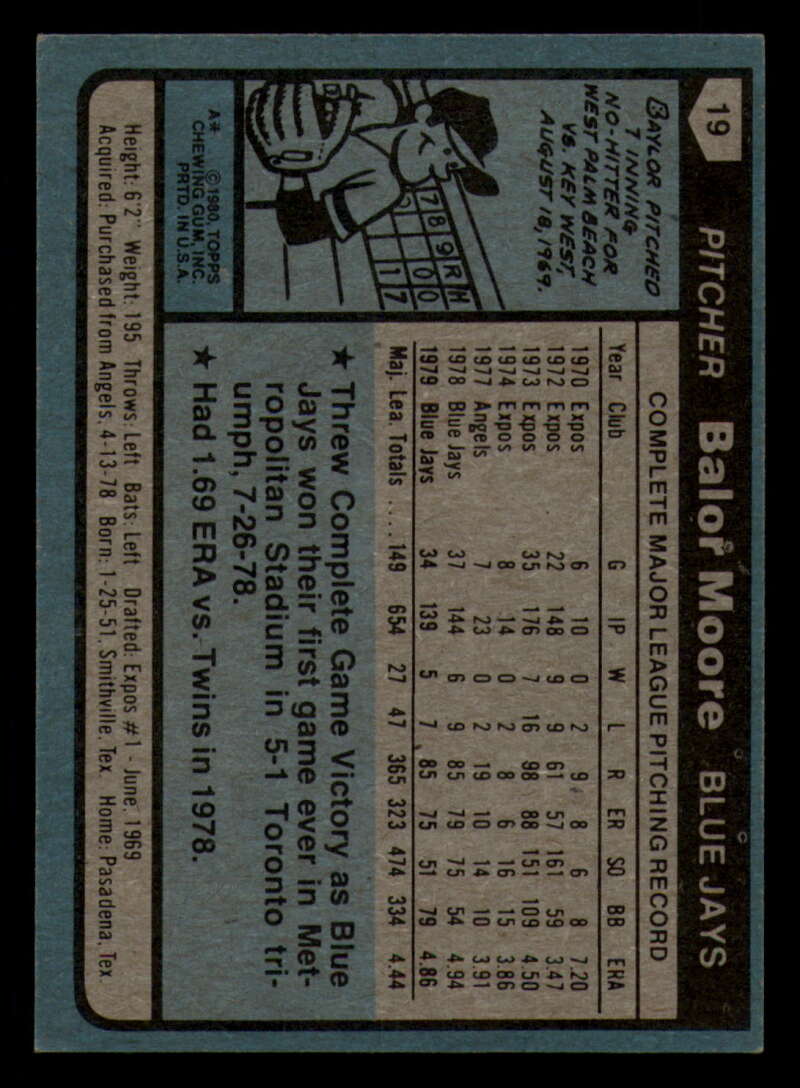 19
PITCHER Balor Moore BLUE JAYS
BAYLOR PITCHED
7 INNING
NO-HITTER FOR
WEST PALM BEACH
VS. KEY WEST,
AUGUST 18, 1969.
7 8 9 R H
0 0
1 7
A* © 1980 TOPPS
CHEWING GUM, INC.
PRTD. IN U.S.A.
COMPLETE MAJOR LEAGUE PITCHING RECORD
Year Club G IP W L R ER SO BB ERA
1970 Expos 6 10 0 2 9 8 6 8 7.20
1972 Expos 22 148 9 9 61 57 161 59 3.47
1973 Expos 35 176 7 16 98 88 151 109 4.50
1974 Expos 8 14 0 2 8 6 16 15 3.86
1977 Angels 7 23 0 2 19 10 14 10 3.91
1978 Blue Jays 37 144 6 9 85 79 75 54 4.94
1979 Blue Jays 34 139 5 7 85 75 51 79 4.86
Maj. Lea. Totals .... 149 654 27 47 365 323 474 334 4.44
★ Threw Complete Game Victory as Blue
Jays won their first game ever in Met-
ropolitan Stadium in 5-1 Toronto tri-
umph, 7-26-78.
★ Had 1.69 ERA vs. Twins in 1978.
Height: 6'2" Weight: 195 Throws: Left Bats: Left Drafted: Expos #1 - June, 1969
Acquired: Purchased from Angels, 4-13-78 Born: 1-25-51, Smithville, Tex Home: Pasadena, Tex.